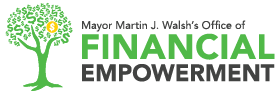 Mayor Martin J. Walsh's Office of
FINANCIAL
EMPOWERMENT